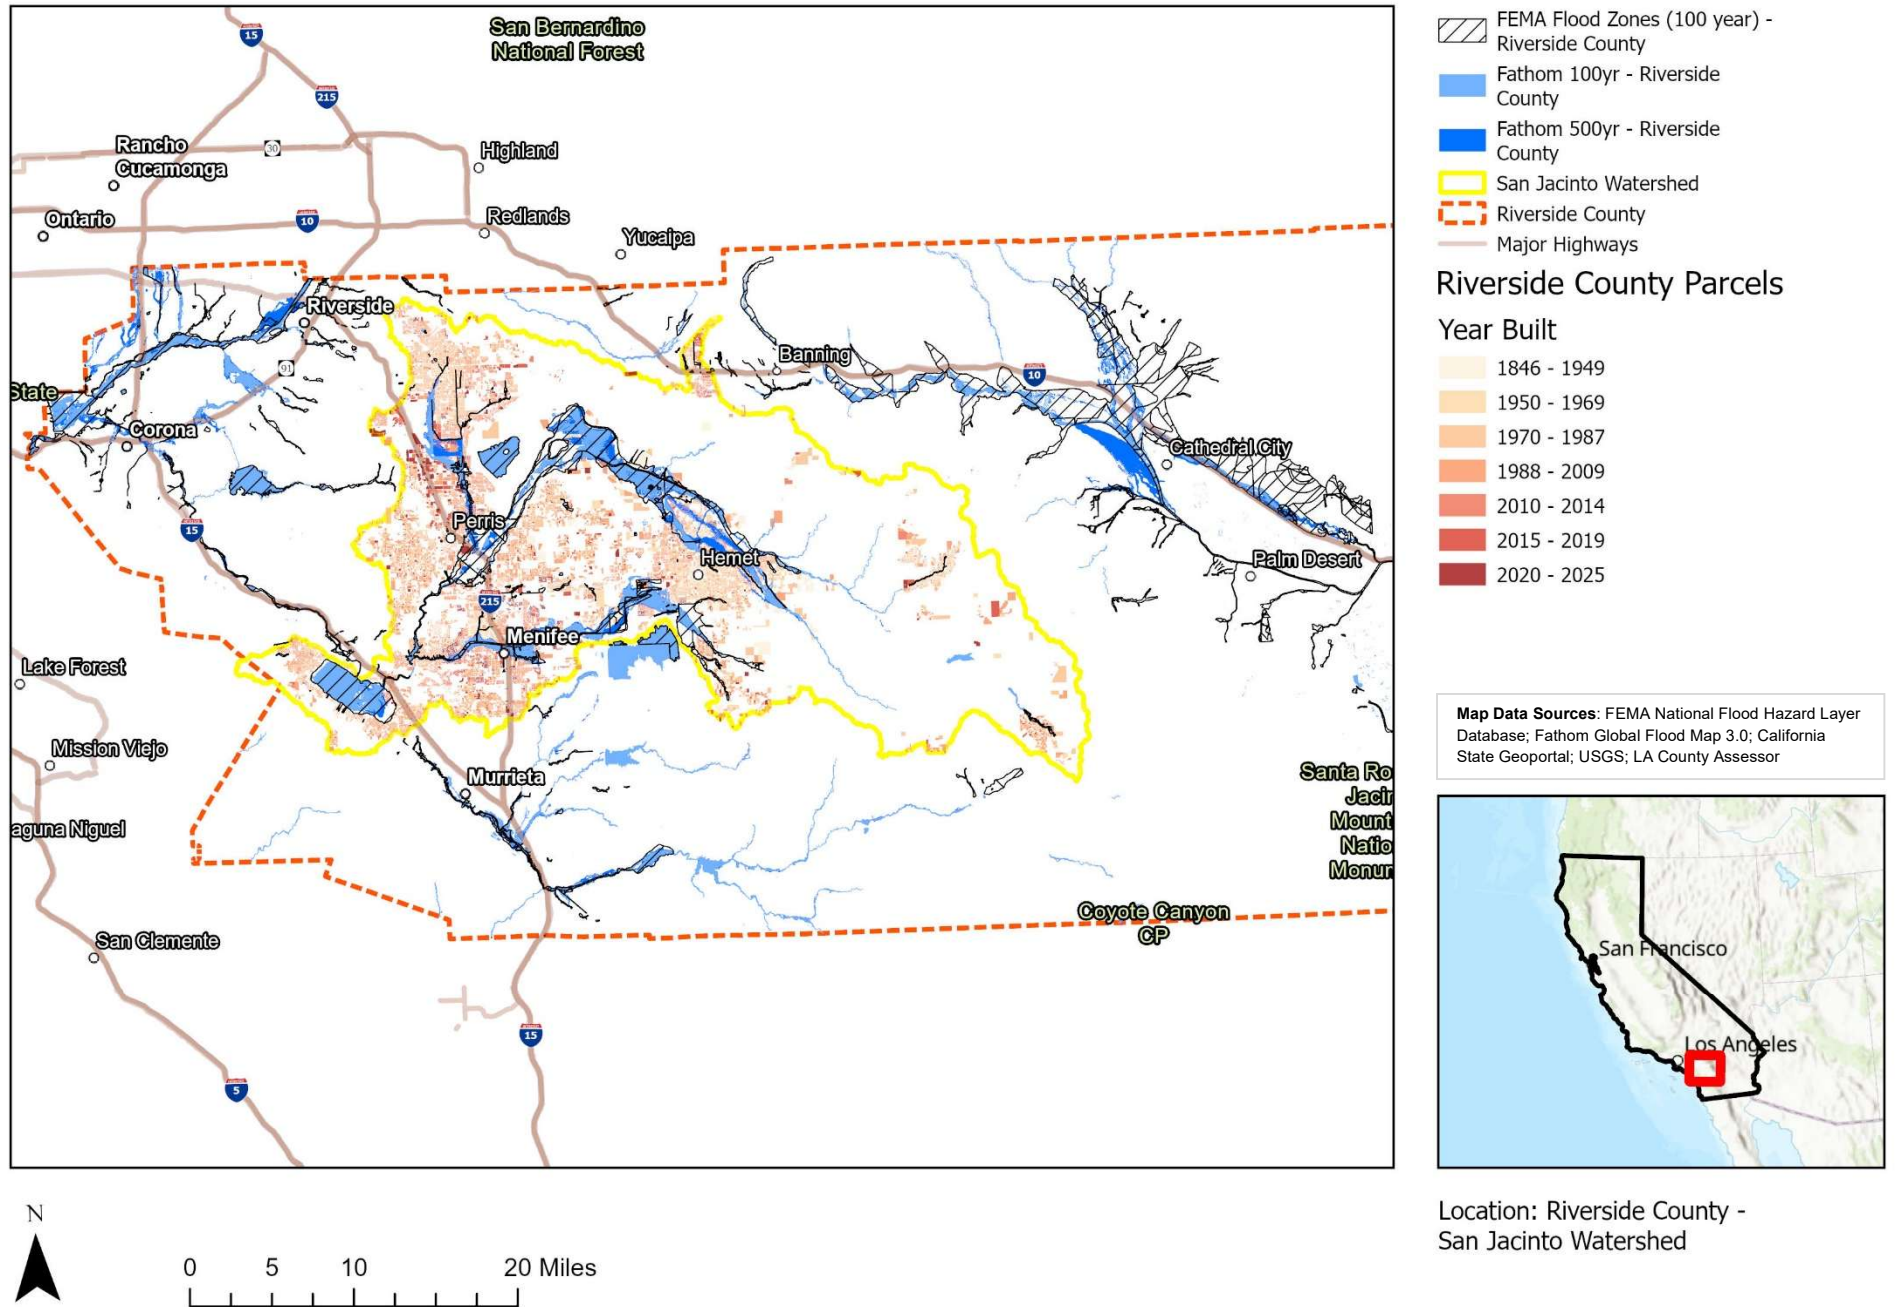 San Bernardino
National Forest
15
215
Rancho
Cucamonga
30
Highland
Ontario
10
Redlands
Yucaipa
Riverside
91
Banning
10
State
Corona
Cathedral City
15
Perris
Hemet
Palm Desert
215
Menifee
Lake Forest
Mission Viejo
Murrieta
Santa Ro
Jacin
Mount
Natio
Monum
aguna Niguel
Coyote Canyon
CP
San Clemente
15
5
FEMA Flood Zones (100 year) -
Riverside County
Fathom 100yr - Riverside
County
Fathom 500yr - Riverside
County
San Jacinto Watershed
Riverside County
Major Highways
Riverside County Parcels
Year Built
1846 - 1949
1950 - 1969
1970 - 1987
1988 - 2009
2010 - 2014
2015 - 2019
2020 - 2025
Map Data Sources: FEMA National Flood Hazard Layer
Database; Fathom Global Flood Map 3.0; California
State Geoportal; USGS; LA County Assessor
San Francisco
Los Angeles
Location: Riverside County -
San Jacinto Watershed
N
0 5 10 20 Miles